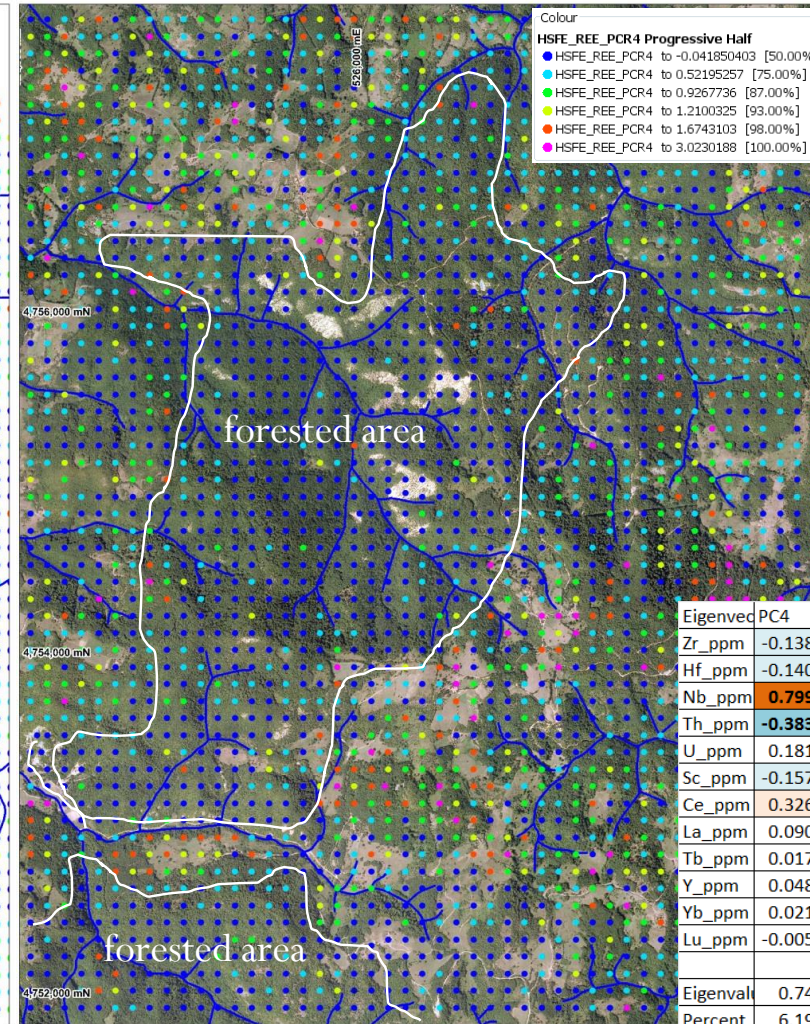 Colour
HSFE_REE_PCR4 Progressive Half
HSFE_REE_PCR4 to -0.041850403 [50.00%
HSFE_REE_PCR4 to 0.52195257 [75.00%]
HSFE_REE_PCR4 to 0.9267736 [87.00%]
HSFE_REE_PCR4 to 1.2100325 [93.00%]
HSFE_REE_PCR4 to 1.6743103 [98.00%]
HSFE_REE_PCR4 to 3.0230188 [100.00%]
526,000 mE
4,756,000 mN
forested area
4,754,000 mN
forested area
4,752,000 mN
Eigenvec PC4
Zr_ppm -0.138
Hf_ppm -0.140
Nb_ppm 0.799
Th_ppm -0.383
U_ppm 0.181
Sc_ppm -0.157
Ce_ppm 0.326
La_ppm 0.090
Tb_ppm 0.017
Y_ppm 0.048
Yb_ppm 0.021
Lu_ppm -0.005
Eigenvalu 0.74
Percent 6.19